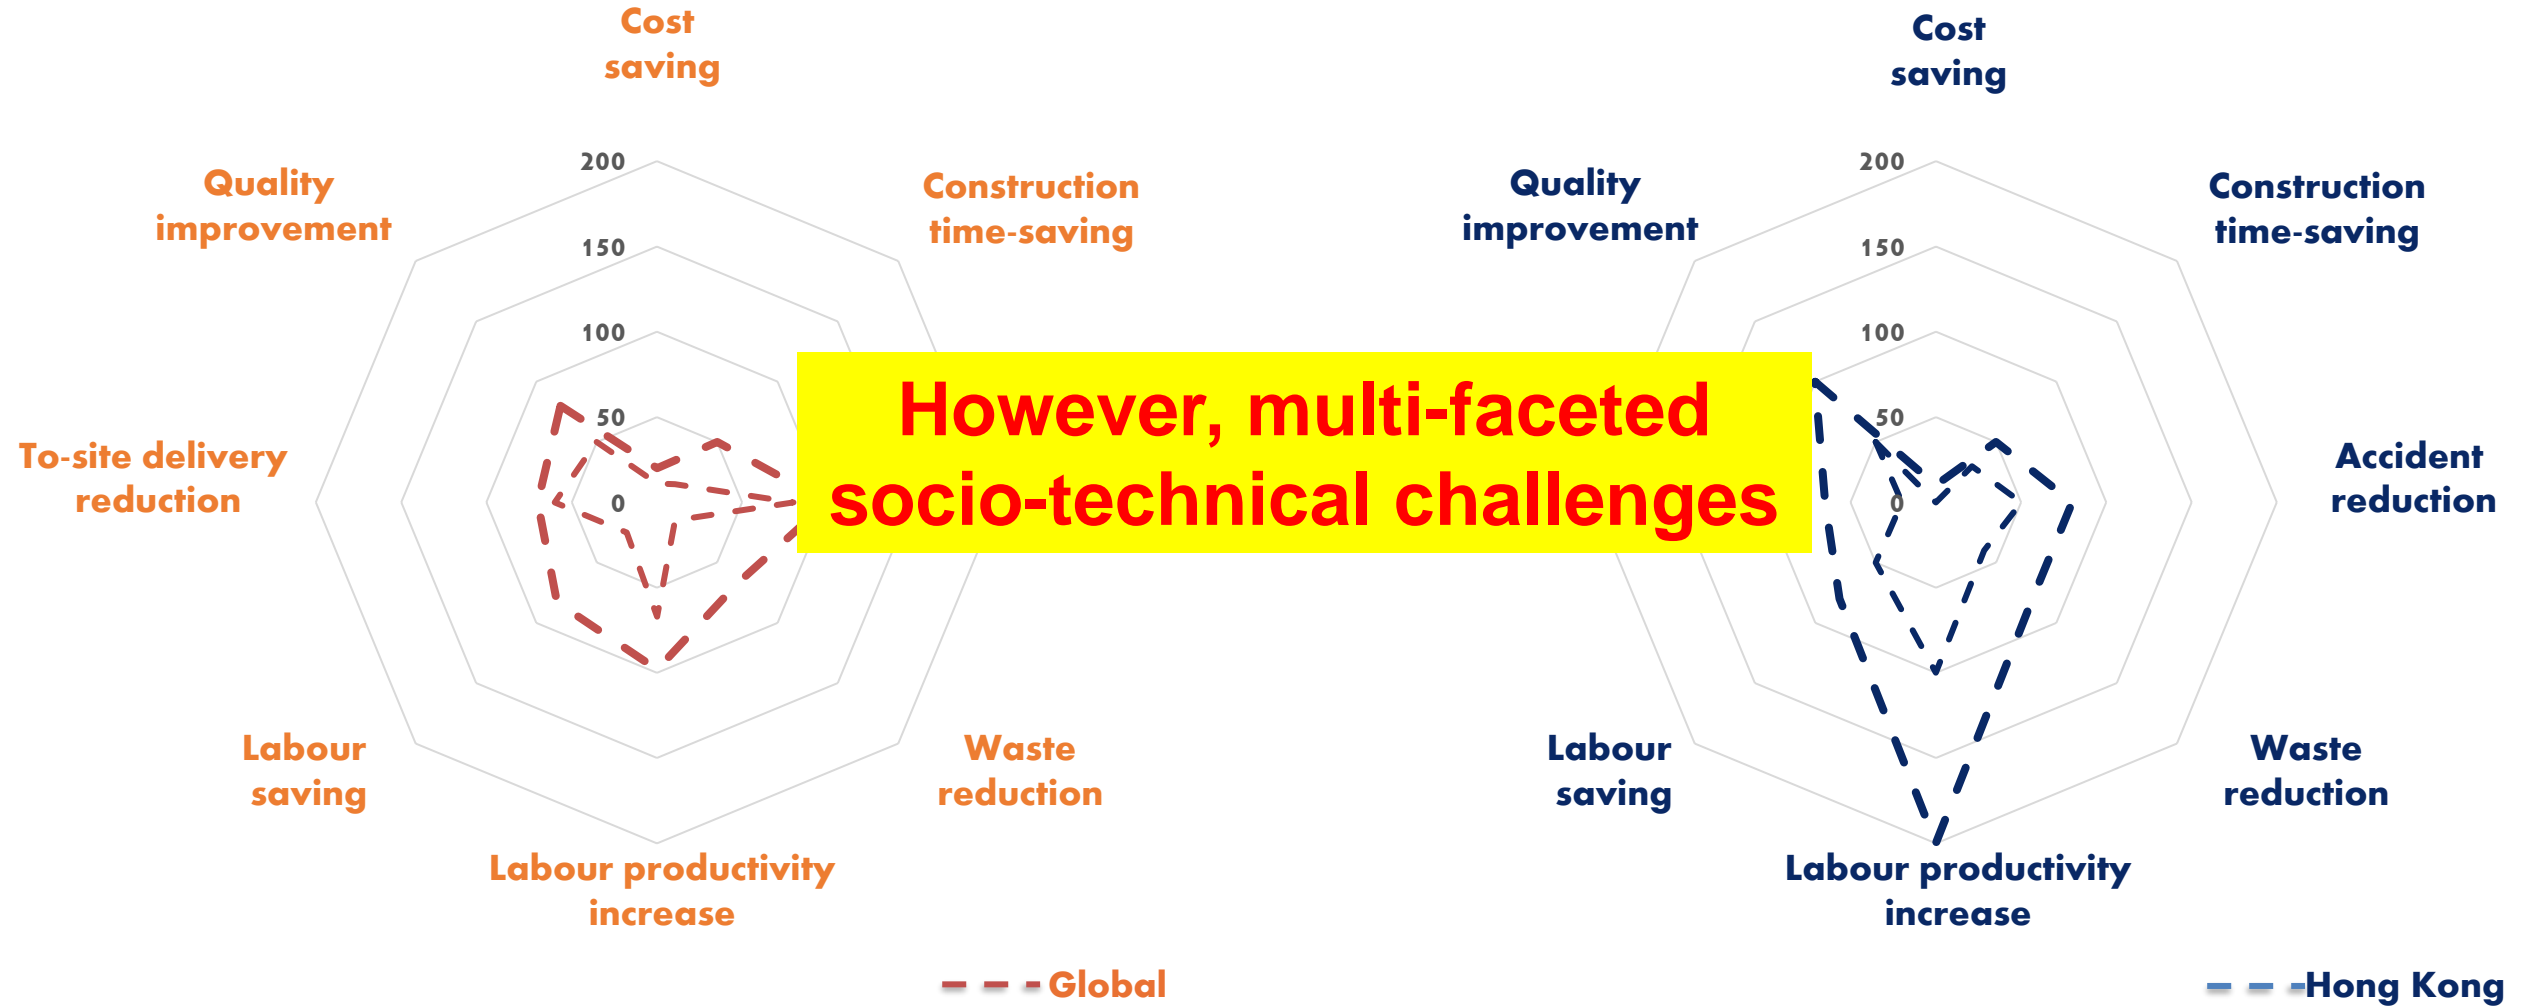 Cost
saving
Quality
improvement
Construction
time-saving
200
150
100
50
0
To-site delivery
reduction
Labour
saving
Waste
reduction
Labour productivity
increase
Global
However, multi-faceted
socio-technical challenges
Cost
saving
Quality
improvement
Construction
time-saving
200
150
100
50
0
Accident
reduction
Labour
saving
Waste
reduction
Labour productivity
increase
Hong Kong